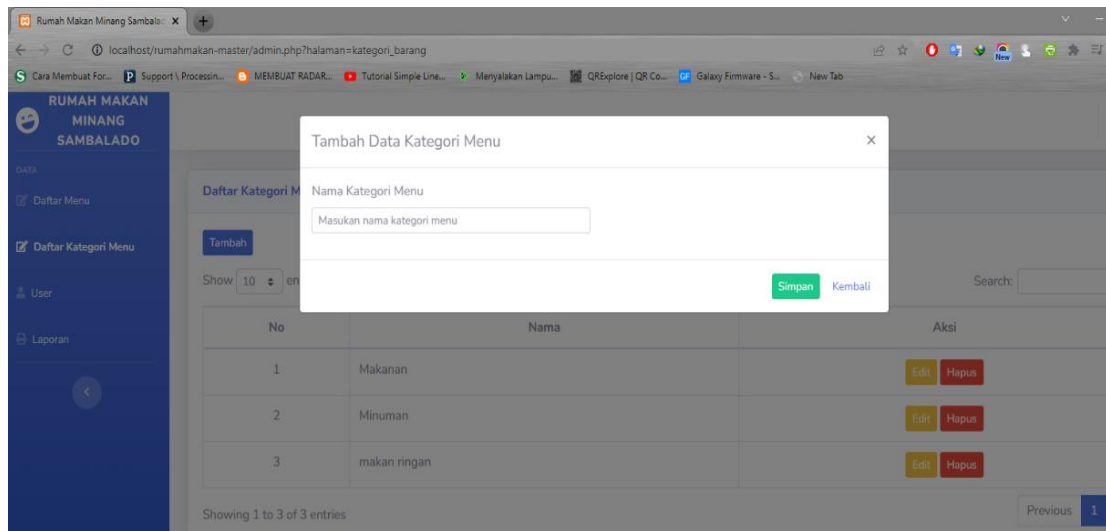 Rumah Makan Minang Sambalac
localhost/rumahmakan-master/admin.php?halaman=kategori_barang
New
Cara Membuat For... Support \ Processin... MEMBUAT RADAR... Tutorial Simple Line... Menyalakan Lampu... QRExplore | QR Co... GF Galaxy Firmware - S... New Tab
RUMAH MAKAN
MINANG
SAMBALADO
DATA
Daftar Menu
Daftar Kategori Menu
User
Laporan
Tambah Data Kategori Menu
Nama Kategori Menu
Masukan nama kategori menu
Simpan Kembali
Daftar Kategori M
Tambah
Show 10 en
Search:
No Nama Aksi
1 Makanan Edit Hapus
2 Minuman Edit Hapus
3 makan ringan Edit Hapus
Showing 1 to 3 of 3 entries
Previous 1